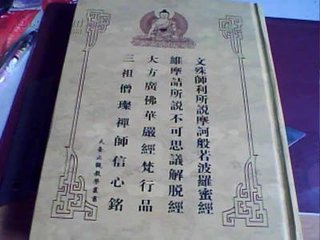 文殊師利所說摩訶般若波羅蜜經
維摩詰所說不可思議解脱經
大方廣佛華嚴經梵行品
三祖僧璨禪師信心銘